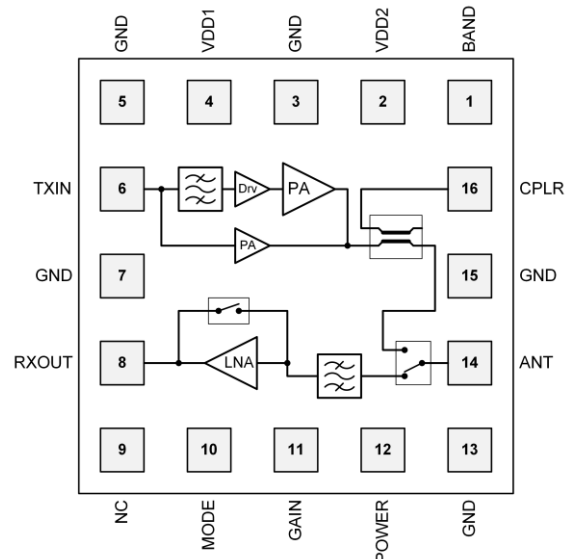 GND VDD1 GND VDD2 BAND
5 4 3 2 1
TXIN 6 Drv PA 16 CPLR
PA
GND 7 15 GND
RXOUT 8 LNA 14 ANT
9 10 11 12 13
NC MODE GAIN POWER GND